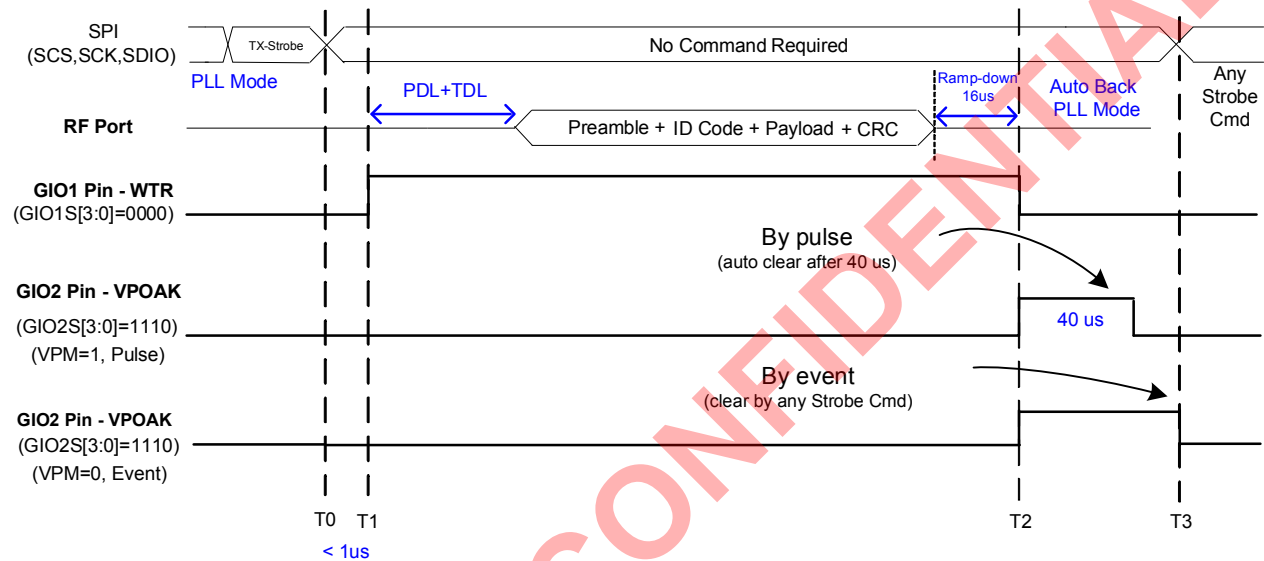 SPI
(SCS,SCK,SDIO)
TX-Strobe
No Command Required
PLL Mode
Any
Strobe
Cmd
RF Port
PDL+TDL
Preamble + ID Code + Payload + CRC
Ramp-down
16us
Auto Back
PLL Mode
GIO1 Pin - WTR
(GIO1S[3:0]=0000)
By pulse
(auto clear after 40 us)
GIO2 Pin - VPOAK
(GIO2S[3:0]=1110)
(VPM=1, Pulse)
40 us
By event
(clear by any Strobe Cmd)
GIO2 Pin - VPOAK
(GIO2S[3:0]=1110)
(VPM=0, Event)
T0 T1 T2 T3
< 1us
CONFIDENTIAL